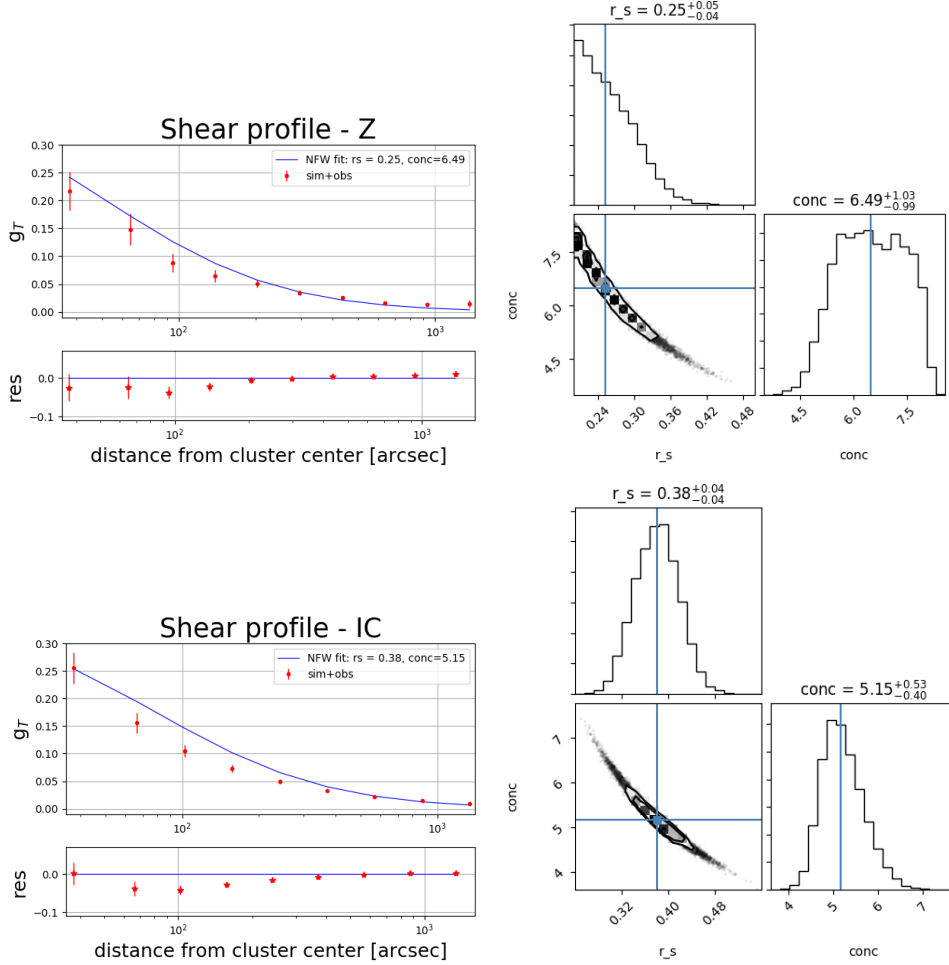 r_s = 0.25+0.05−0.04
Shear profile - Z
NFW fit: rs = 0.25, conc=6.49
sim+obs
0.30
0.25
0.20
0.15
0.10
0.05
0.00
g_T
10^2
10^3
0.0
−0.1
res
10^2
10^3
distance from cluster center [arcsec]
conc = 6.49+1.03−0.99
7.5
6.0
4.5
conc
0.24
0.30
0.36
0.42
0.48
r_s
4.5
6.0
7.5
conc
r_s = 0.38+0.04−0.04
Shear profile - IC
NFW fit: rs = 0.38, conc=5.15
sim+obs
0.30
0.25
0.20
0.15
0.10
0.05
0.00
g_T
10^2
10^3
0.0
−0.1
res
10^2
10^3
distance from cluster center [arcsec]
conc = 5.15+0.53−0.40
7
6
5
4
conc
0.32
0.40
0.48
r_s
4
5
6
7
conc